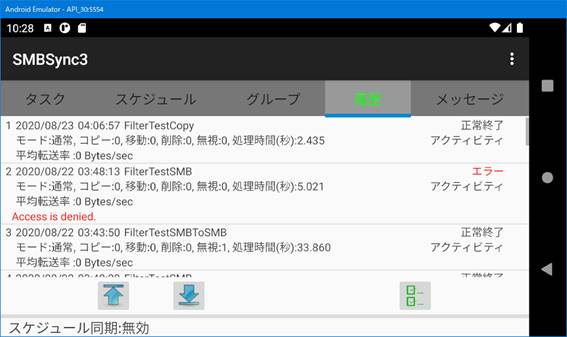 Android Emulator - API_30:5554
10:28
SMBSync3
タスク スケジュール グループ 履歴 メッセージ
1 2020/08/23 04:06:57 FilterTestCopy 正常終了
モード:通常, コピー:0, 移動:0, 削除:0, 無視:0, 処理時間(秒):2.435 アクティビティ
平均転送率 :0 Bytes/sec
2 2020/08/22 03:48:13 FilterTestSMB エラー
モード:通常, コピー:0, 移動:0, 削除:0, 無視:0, 処理時間(秒):5.021 アクティビティ
平均転送率 :0 Bytes/sec
Access is denied.
3 2020/08/22 03:43:50 FilterTestSMBToSMB 正常終了
モード:通常, コピー:0, 移動:0, 削除:0, 無視:1, 処理時間(秒):33.860 アクティビティ
平均転送率 :0 Bytes/sec
スケジュール同期:無効